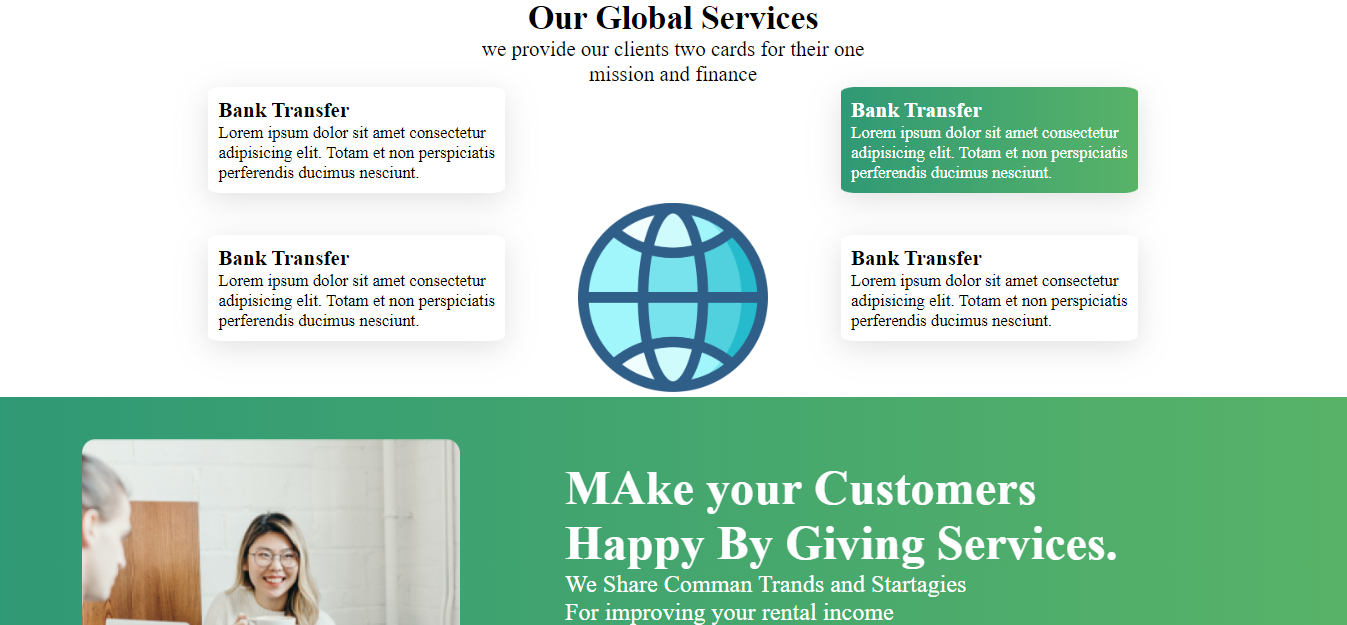 Our Global Services
we provide our clients two cards for their one
mission and finance
Bank Transfer
Lorem ipsum dolor sit amet consectetur
adipisicing elit. Totam et non perspiciatis
perferendis ducimus nesciunt.
Bank Transfer
Lorem ipsum dolor sit amet consectetur
adipisicing elit. Totam et non perspiciatis
perferendis ducimus nesciunt.
Bank Transfer
Lorem ipsum dolor sit amet consectetur
adipisicing elit. Totam et non perspiciatis
perferendis ducimus nesciunt.
Bank Transfer
Lorem ipsum dolor sit amet consectetur
adipisicing elit. Totam et non perspiciatis
perferendis ducimus nesciunt.
MAke your Customers
Happy By Giving Services.
We Share Comman Trands and Startagies
For improving your rental income